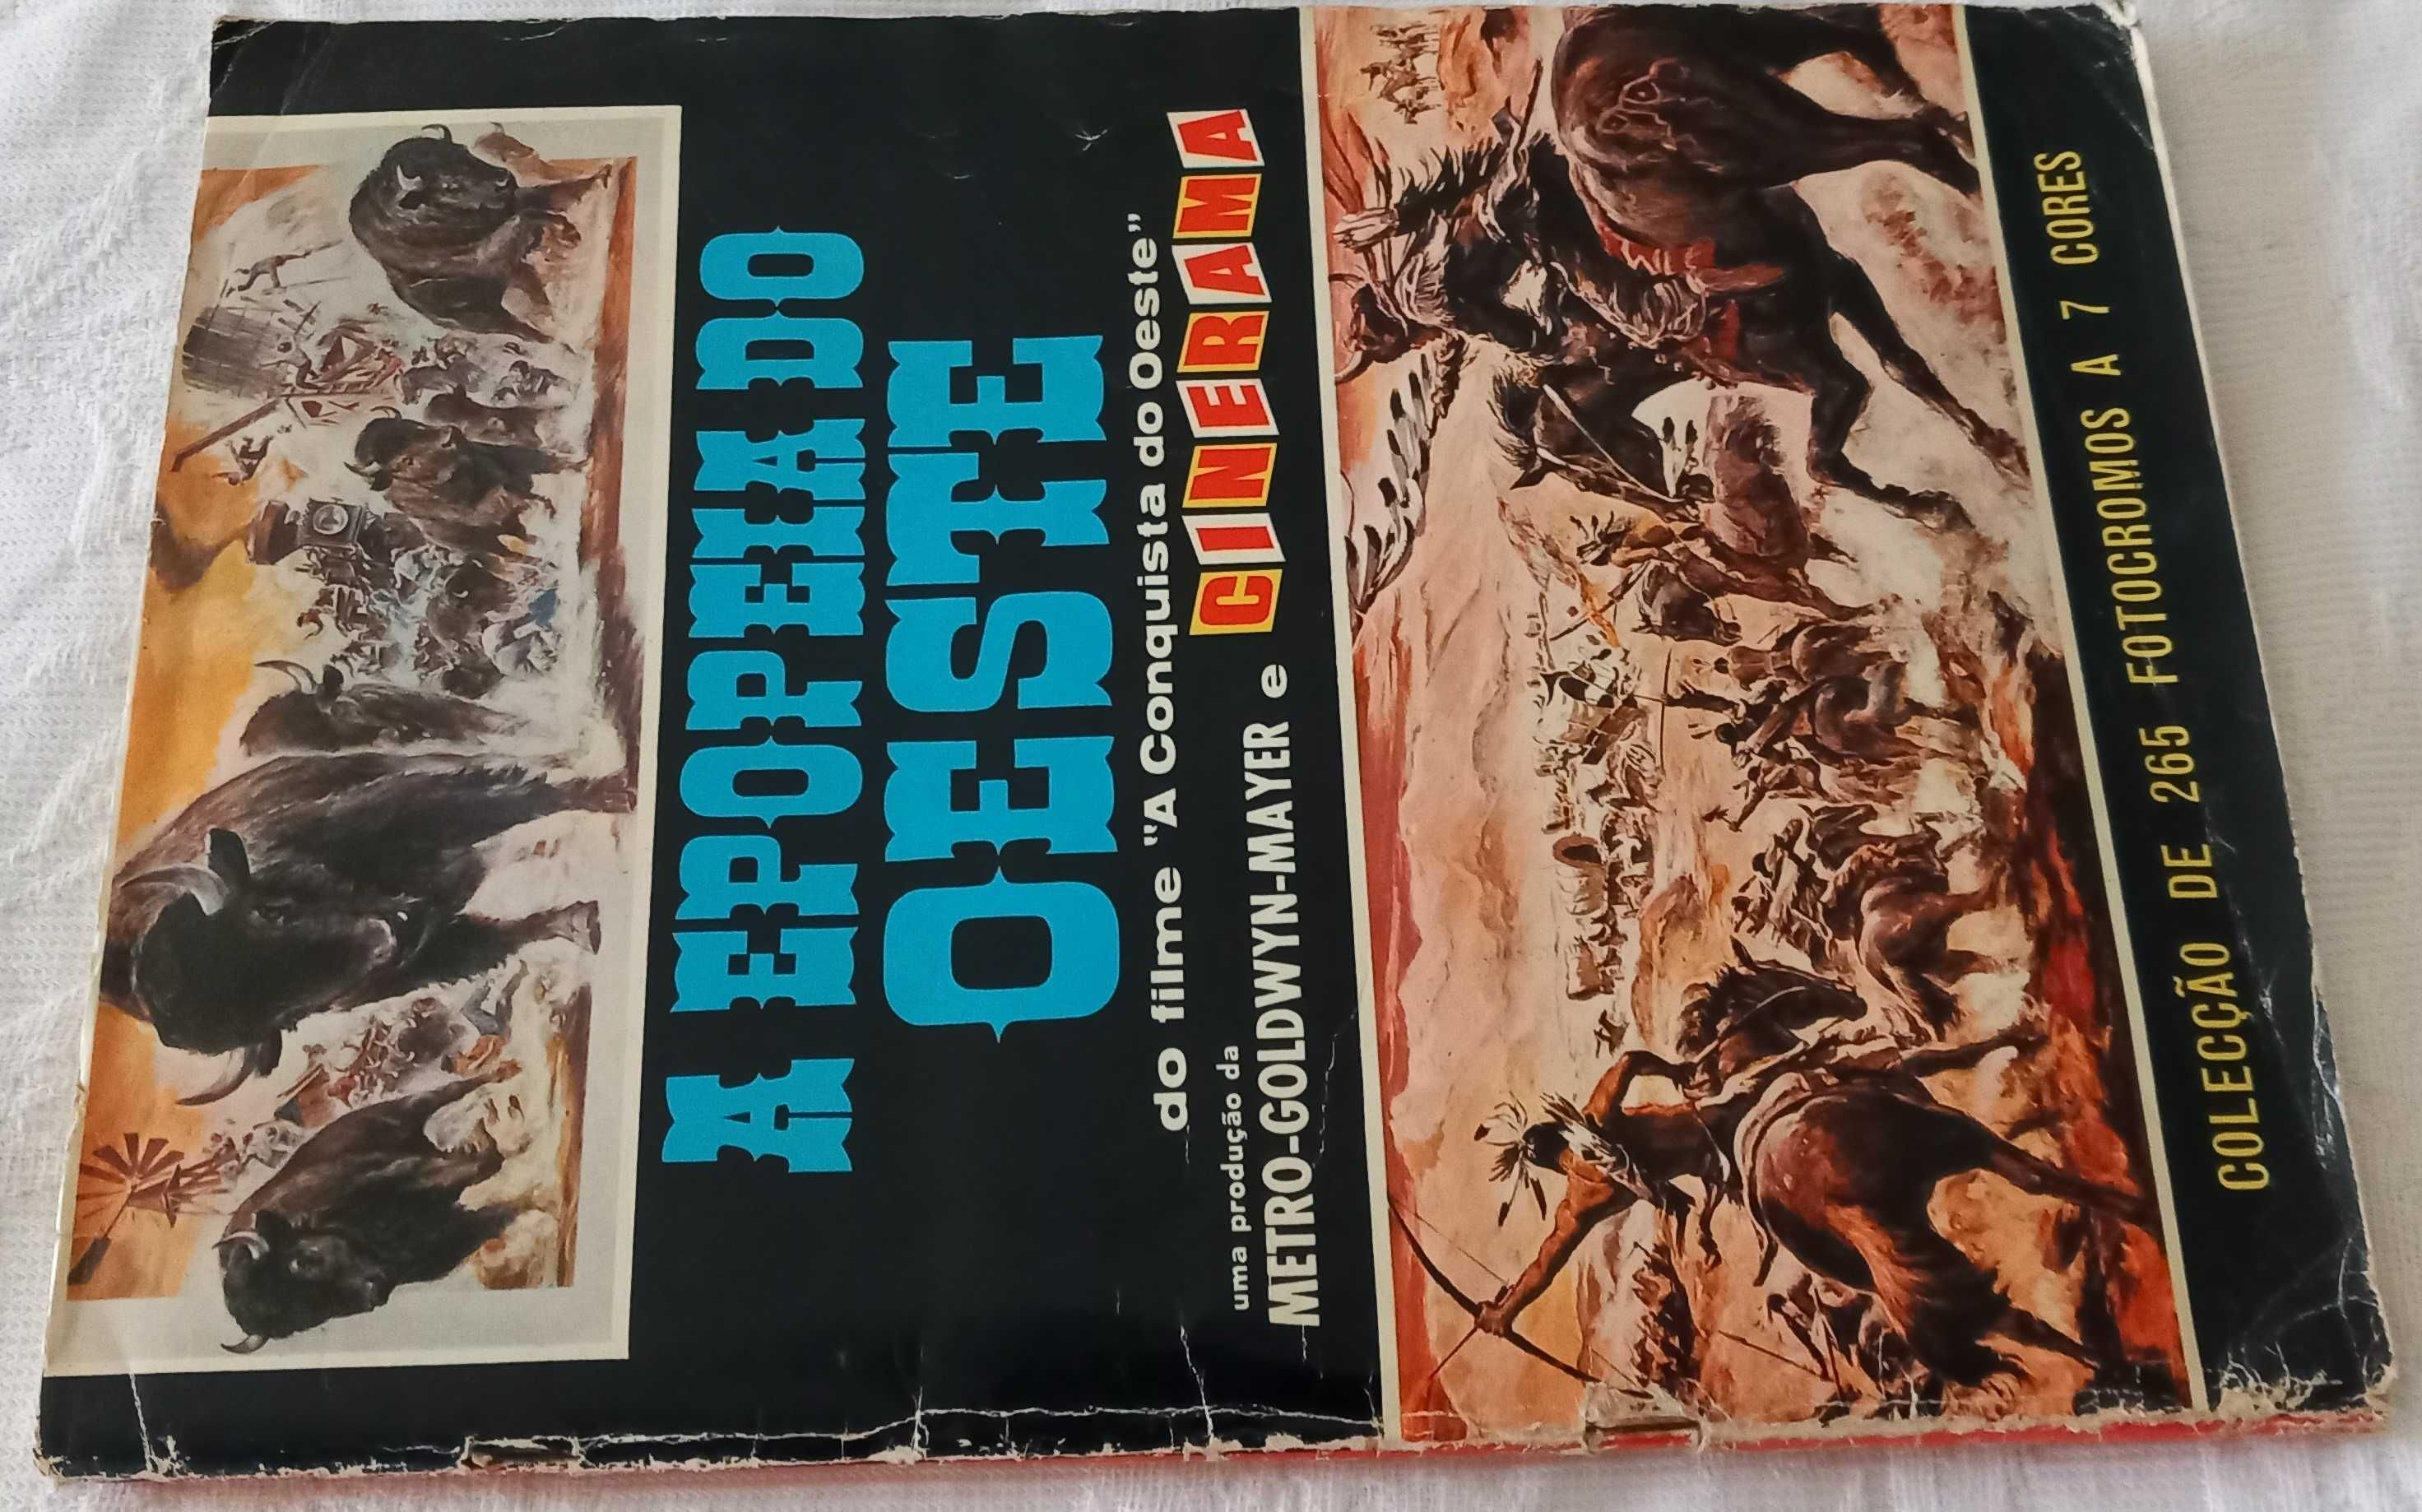 A EPOPEIA DO
OESTE
do filme "A Conquista do Oeste"
uma produção da
METRO-GOLDWYN-MAYER e CINERAMA
COLECÇÃO DE 265 FOTOCROMOS A 7 CORES